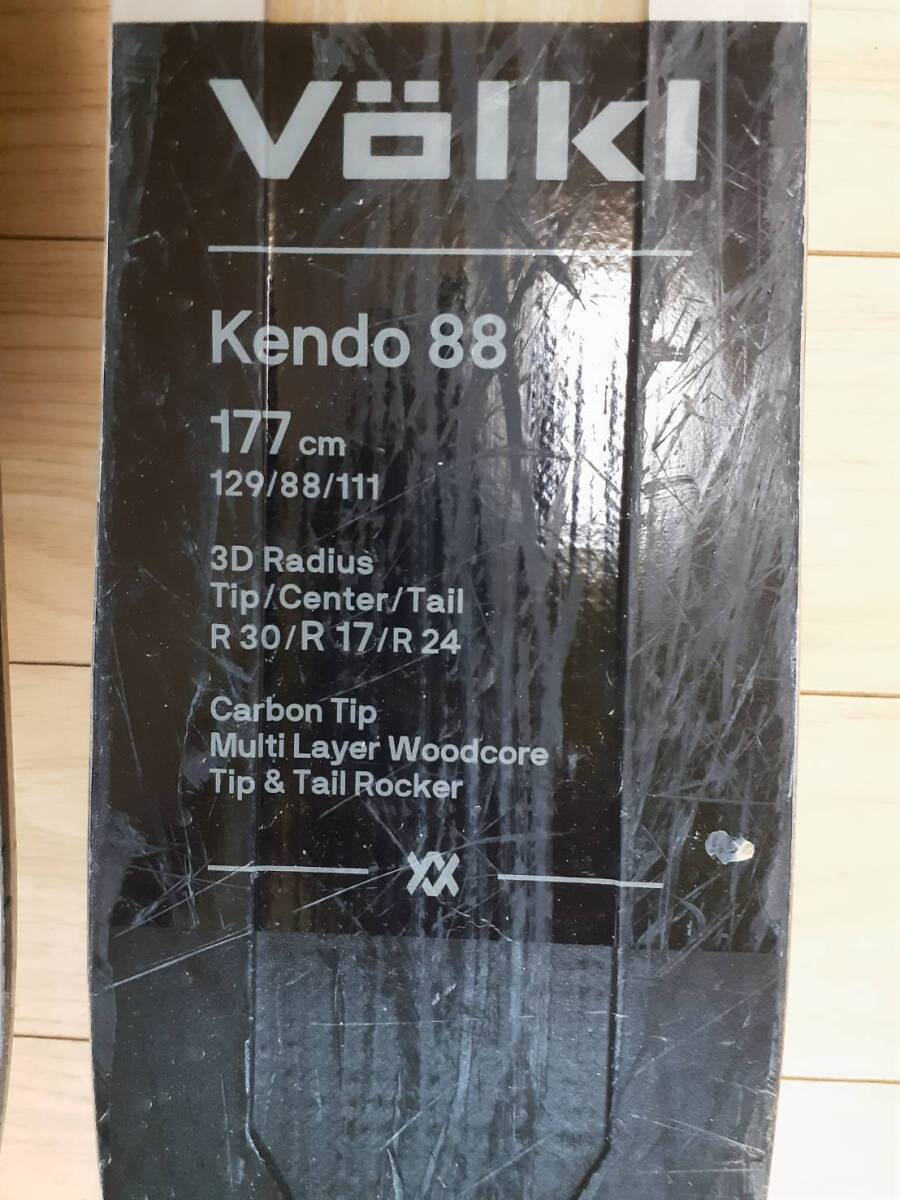 Völkl
Kendo 88
177 cm
129/88/111
3D Radius
Tip/Center/Tail
R 30/R 17/R 24
Carbon Tip
Multi Layer Woodcore
Tip & Tail Rocker